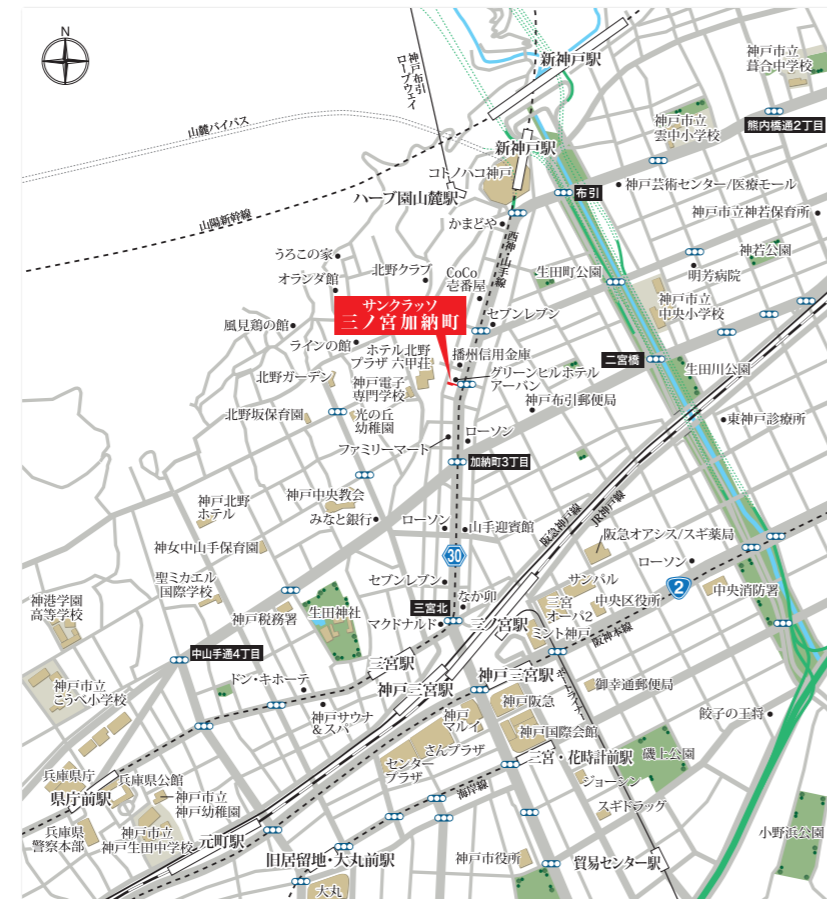 N
神戸布引
ロープウェイ
新神戸駅
神戸市立
葺合中学校
山麓バイパス
神戸市立
雲中小学校
熊内橋通2丁目
新神戸駅
コトノハコ神戸
ハーブ園山麓駅
布引
神戸芸術センター/医療モール
山陽新幹線
かまどや
神戸市立神若保育所
西神・山手線
うろこの家
オランダ館
北野クラブ
CoCo
壱番屋
生田町公園
神若公園
明芳病院
サンクラッソ
三ノ宮加納町
セブンイレブン
神戸市立
中央小学校
風見鶏の館
ラインの館
ホテル北野
プラザ 六甲荘
播州信用金庫
二宮橋
グリーンヒルホテル
アーバン
生田川公園
北野ガーデン
神戸電子
専門学校
神戸布引郵便局
北野坂保育園
光の丘
幼稚園
東神戸診療所
ファミリーマート
ローソン
加納町3丁目
神戸北野
ホテル
神戸中央教会
みなと銀行
ローソン
山手迎賓館
阪急神戸線
JR神戸線
阪急オアシス/スギ薬局
神女中山手保育園
30
ローソン
聖ミカエル
国際学校
セブンイレブン
サンパル
2
神港学園
高等学校
神戸税務署
生田神社
三宮北
なか卯
三宮
オーパ2
中央区役所
中央消防署
マクドナルド
三ノ宮駅
ミント神戸
阪神本線
中山手通4丁目
三宮駅
神戸三宮駅
神戸三宮駅
ポートライナー
神戸市立
こうべ小学校
ドン・キホーテ
御幸通郵便局
神戸サウナ
&スパ
神戸
マルイ
神戸阪急
餃子の王将
神戸国際会館
さんプラザ
センター
プラザ
三宮・花時計前駅
磯上公園
兵庫県庁
兵庫県公館
県庁前駅
神戸市立
神戸幼稚園
海岸線
ジョーシン
スギドラッグ
兵庫県
警察本部
神戸市立
神戸生田中学校
元町駅
小野浜公園
旧居留地・大丸前駅
神戸市役所
貿易センター駅
大丸